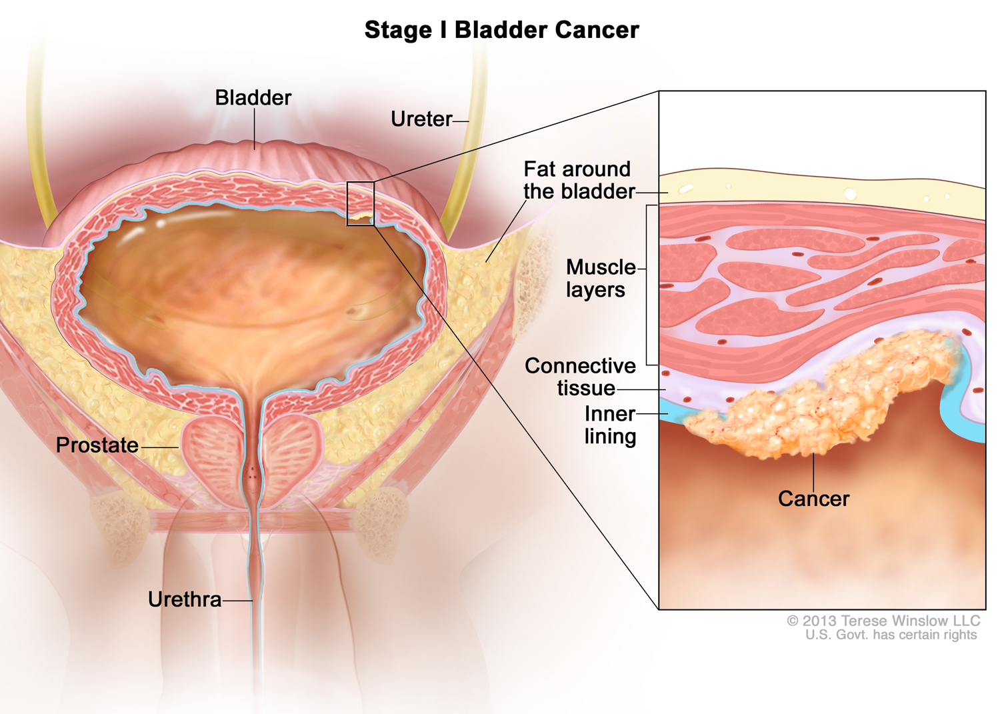 Stage I Bladder Cancer
Bladder
Ureter
Fat around
the bladder
Muscle
layers
Connective
tissue
Inner
lining
Prostate
Cancer
Urethra
© 2013 Terese Winslow LLC
U.S. Govt. has certain rights